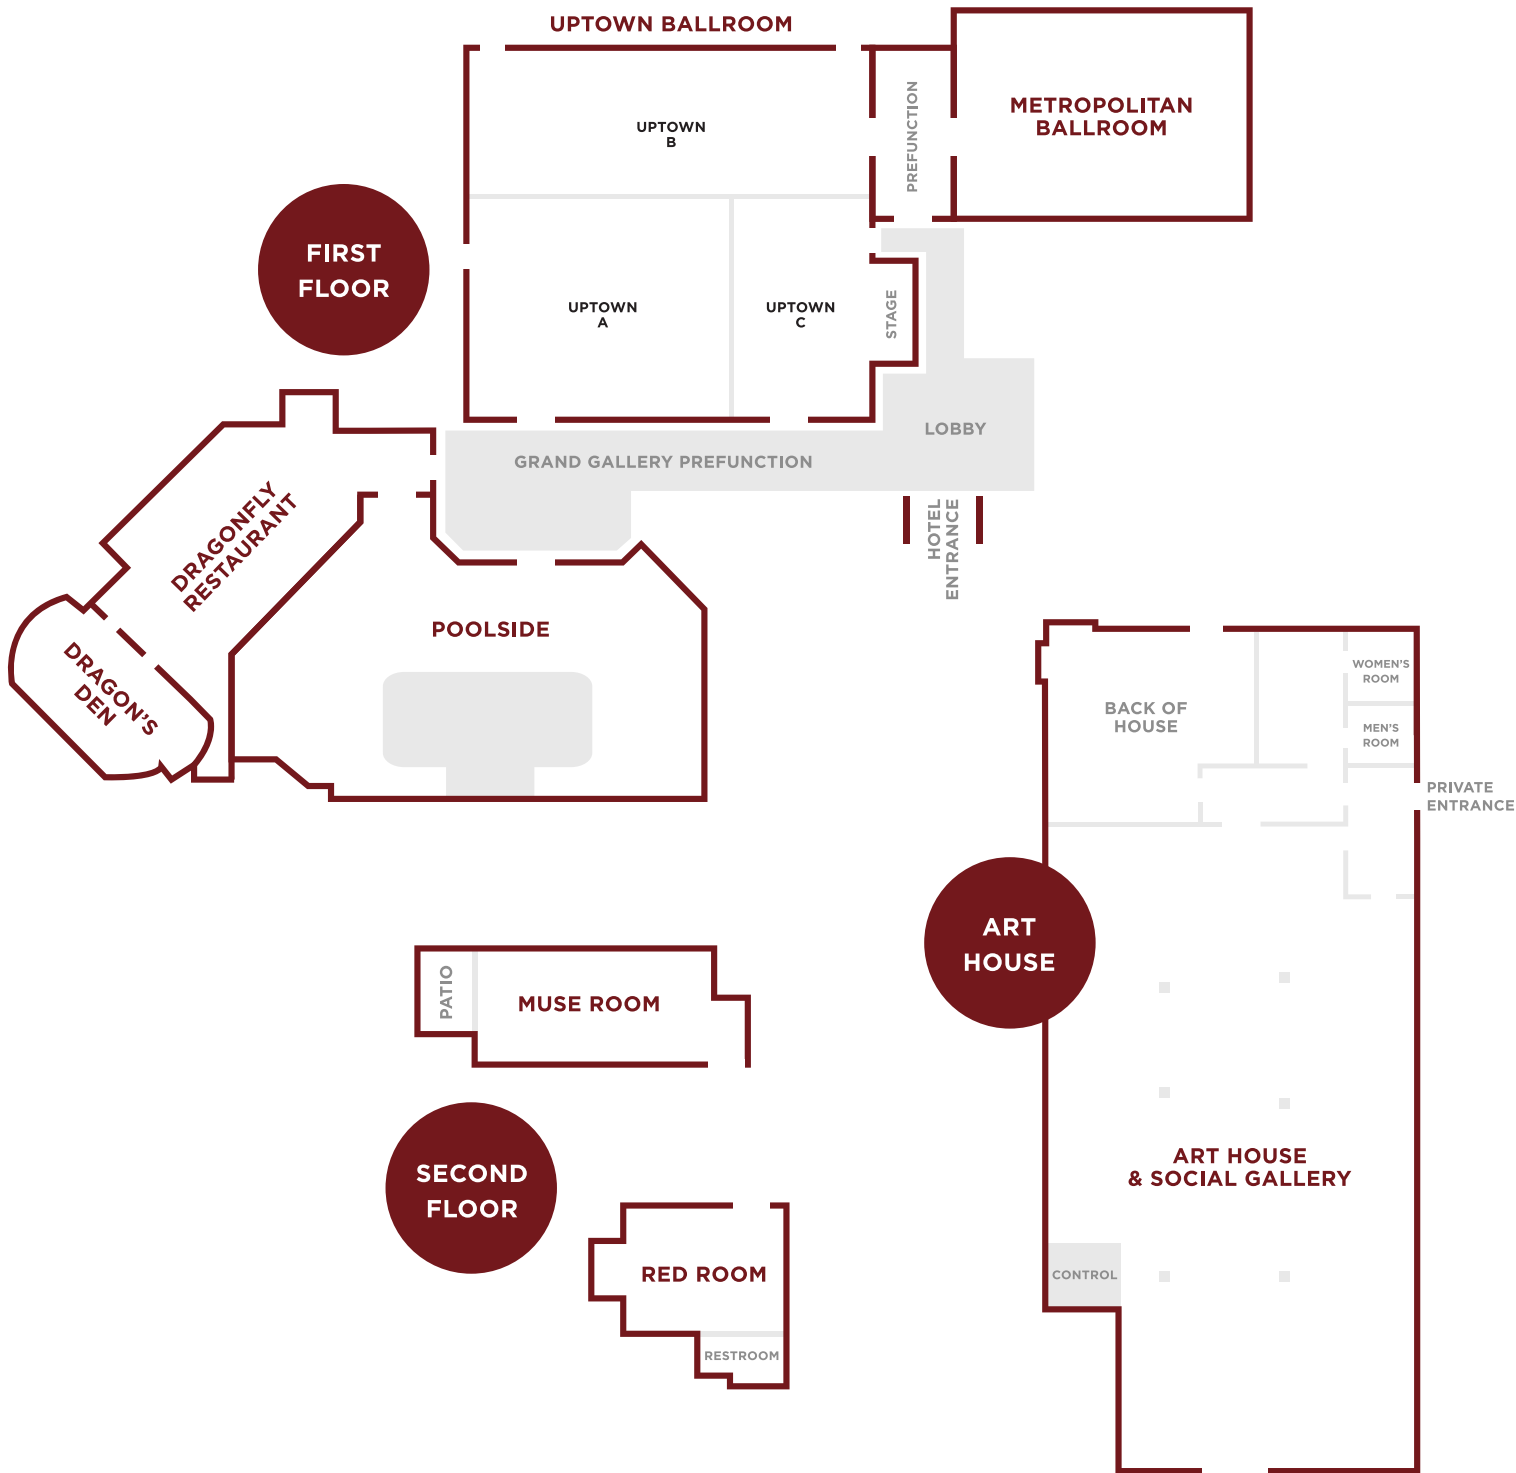 UPTOWN BALLROOM
METROPOLITAN
BALLROOM
PREFUNCTION
UPTOWN
B
FIRST
FLOOR
UPTOWN
A
UPTOWN
C
STAGE
LOBBY
GRAND GALLERY PREFUNCTION
HOTEL
ENTRANCE
DRAGONFLY
RESTAURANT
POOLSIDE
DRAGON'S
DEN
WOMEN'S
ROOM
BACK OF
HOUSE
MEN'S
ROOM
PRIVATE
ENTRANCE
ART
HOUSE
PATIO
MUSE ROOM
ART HOUSE
& SOCIAL GALLERY
SECOND
FLOOR
RED ROOM
CONTROL
RESTROOM